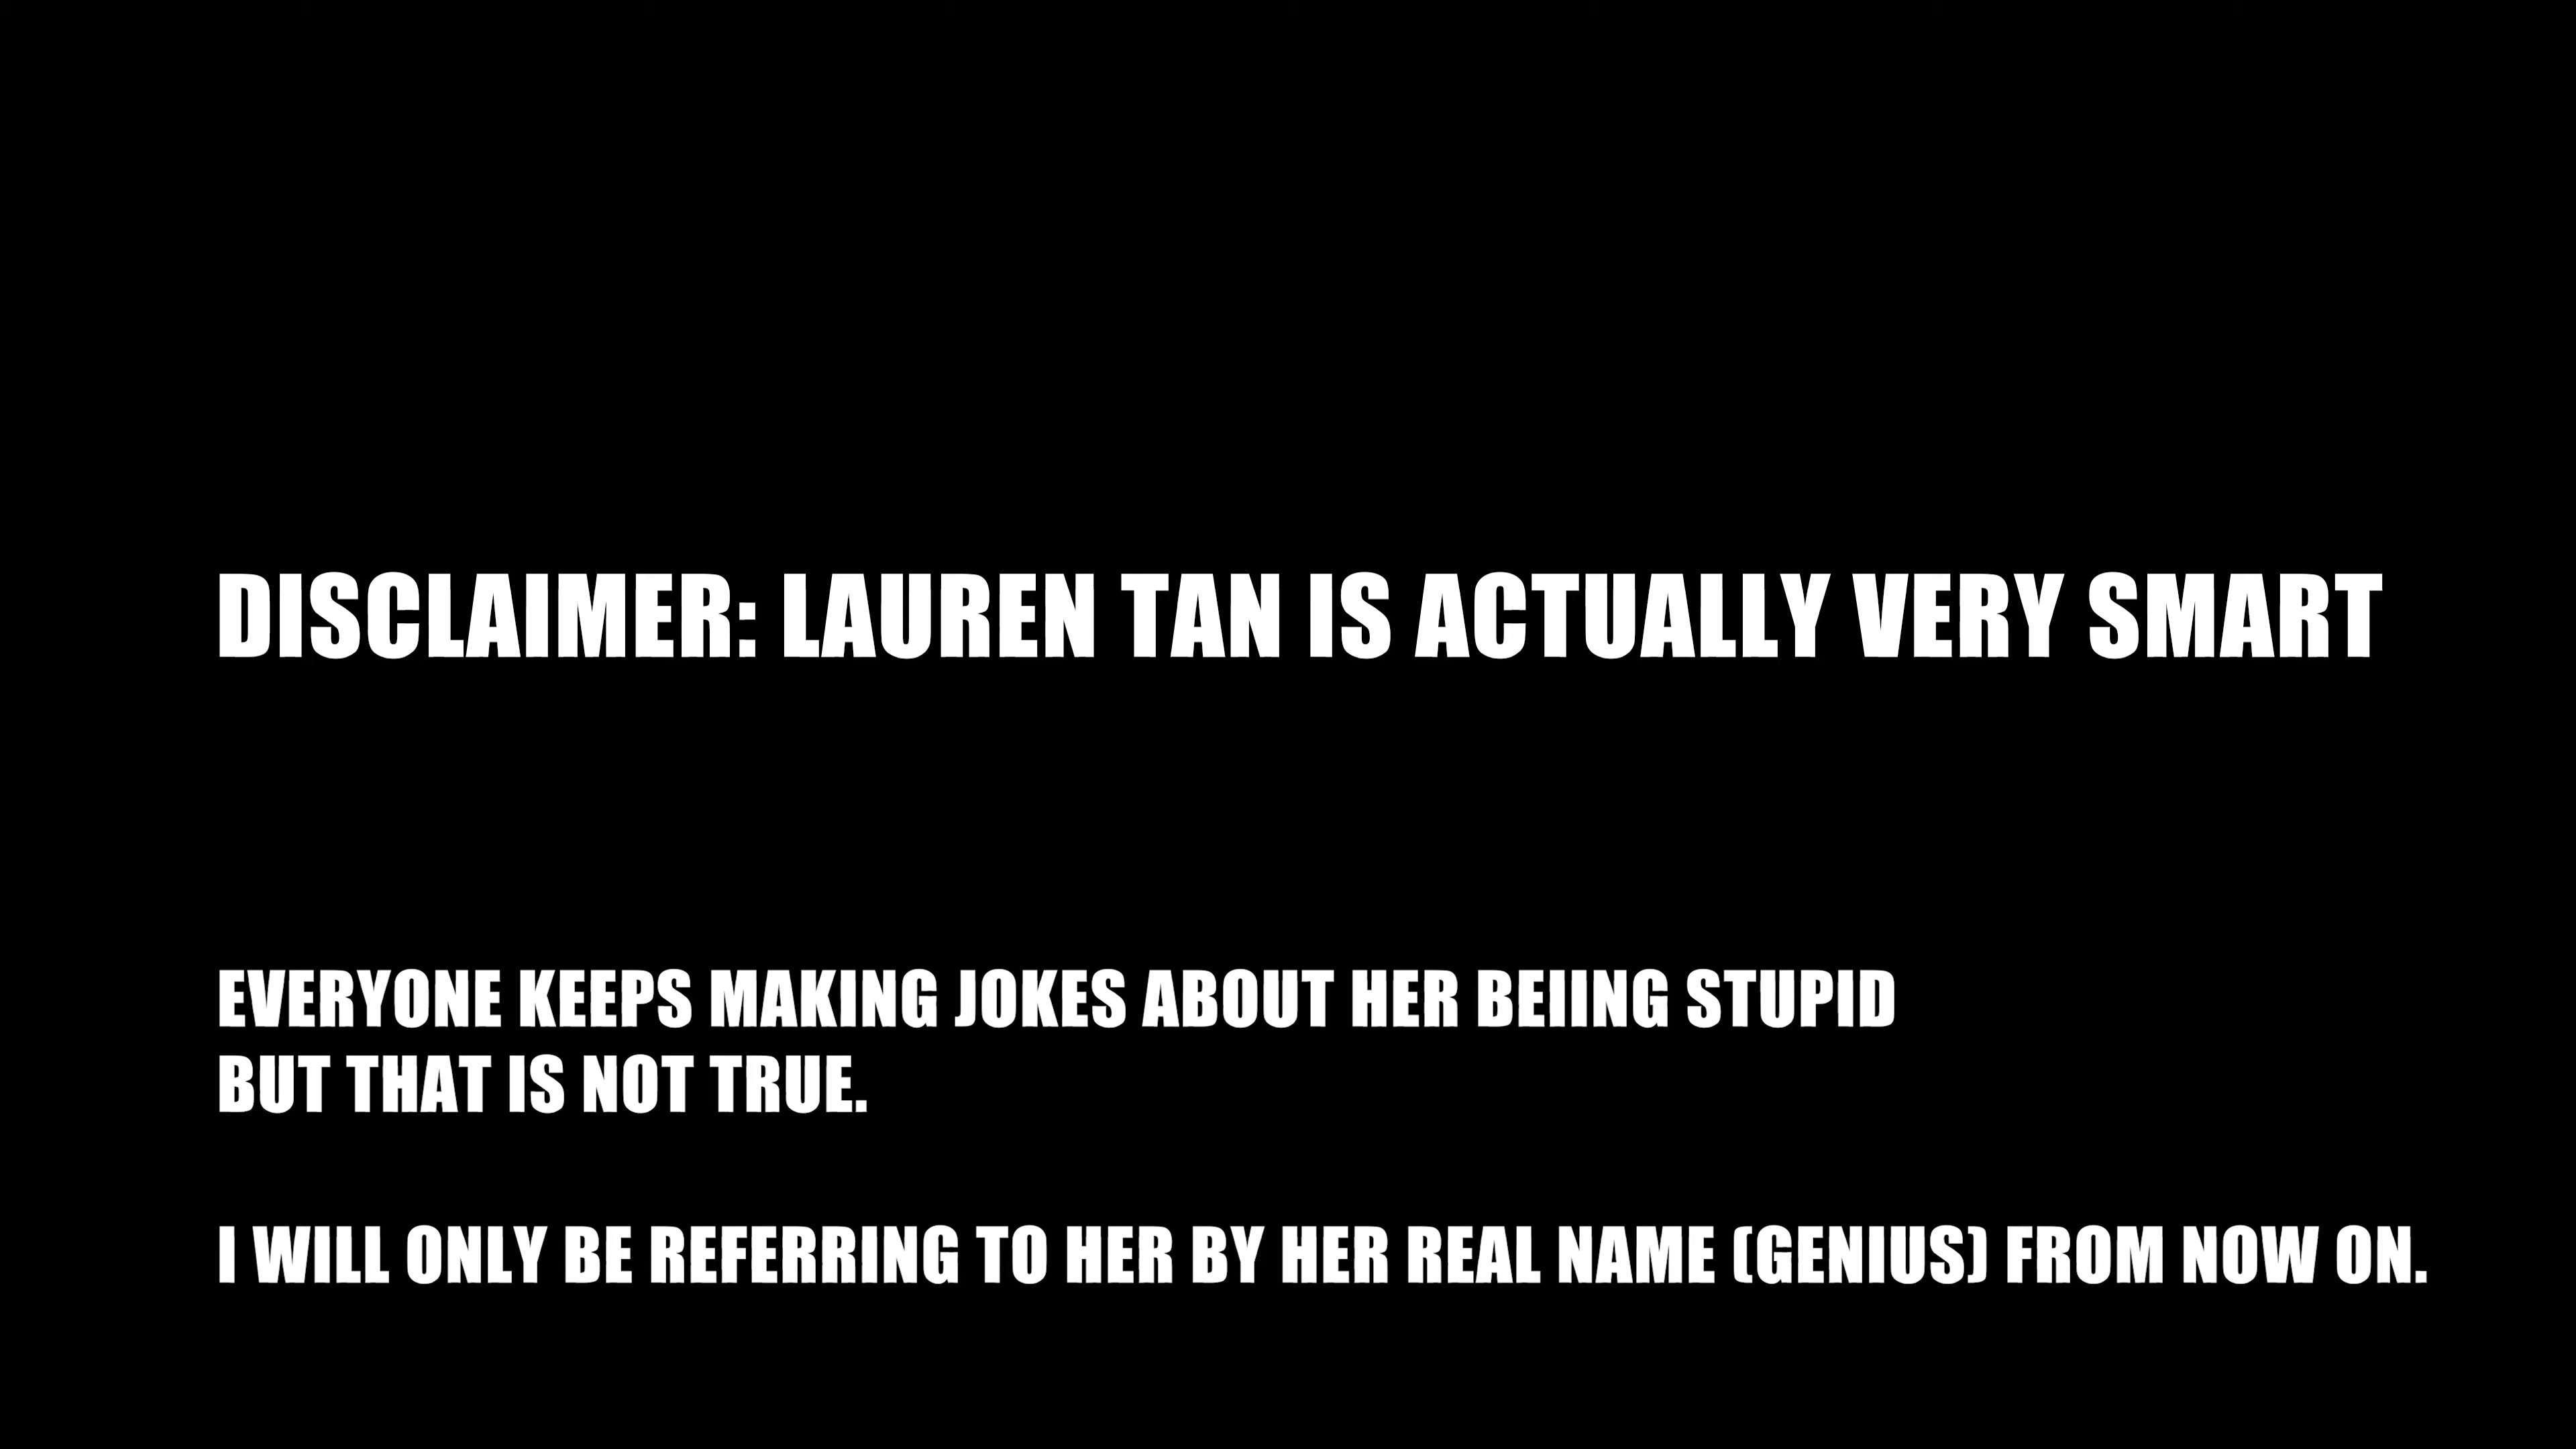 DISCLAIMER: LAUREN TAN IS ACTUALLY VERY SMART
EVERYONE KEEPS MAKING JOKES ABOUT HER BEIING STUPID
BUT THAT IS NOT TRUE.
I WILL ONLY BE REFERRING TO HER BY HER REAL NAME (GENIUS) FROM NOW ON.